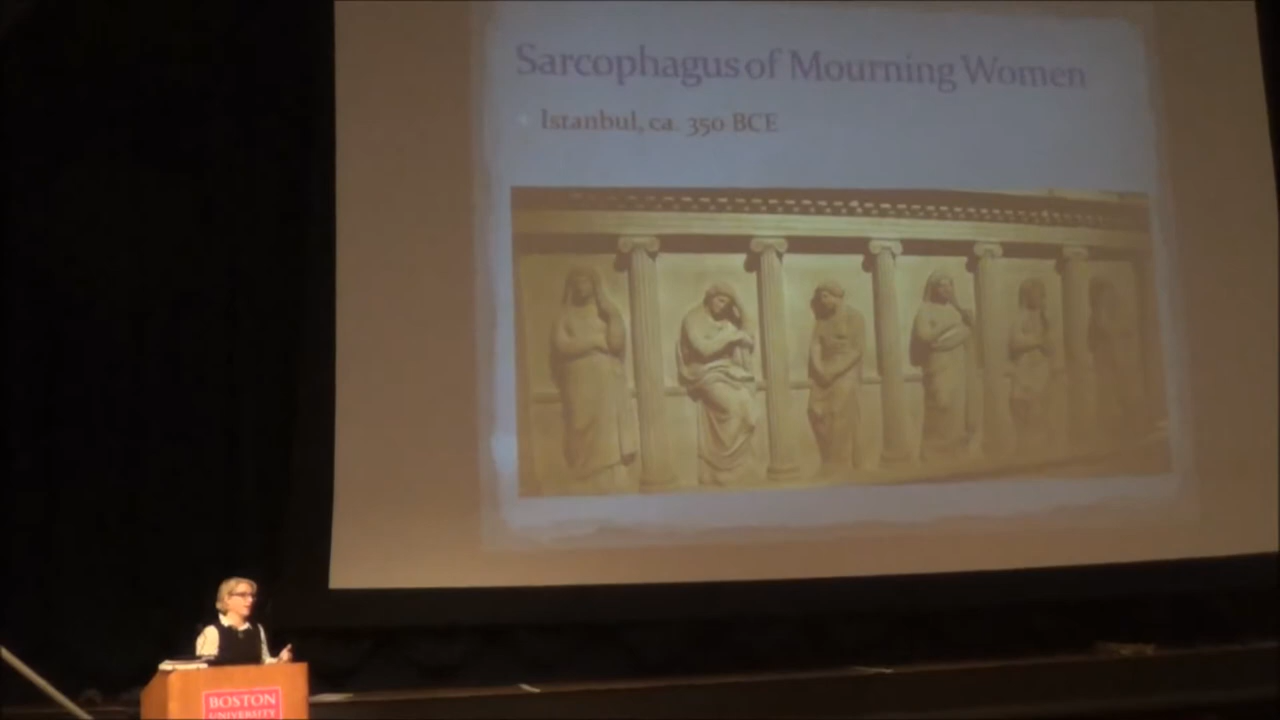 Sarcophagus of Mourning Women
Istanbul, ca. 350 BCE
BOSTON
UNIVERSITY